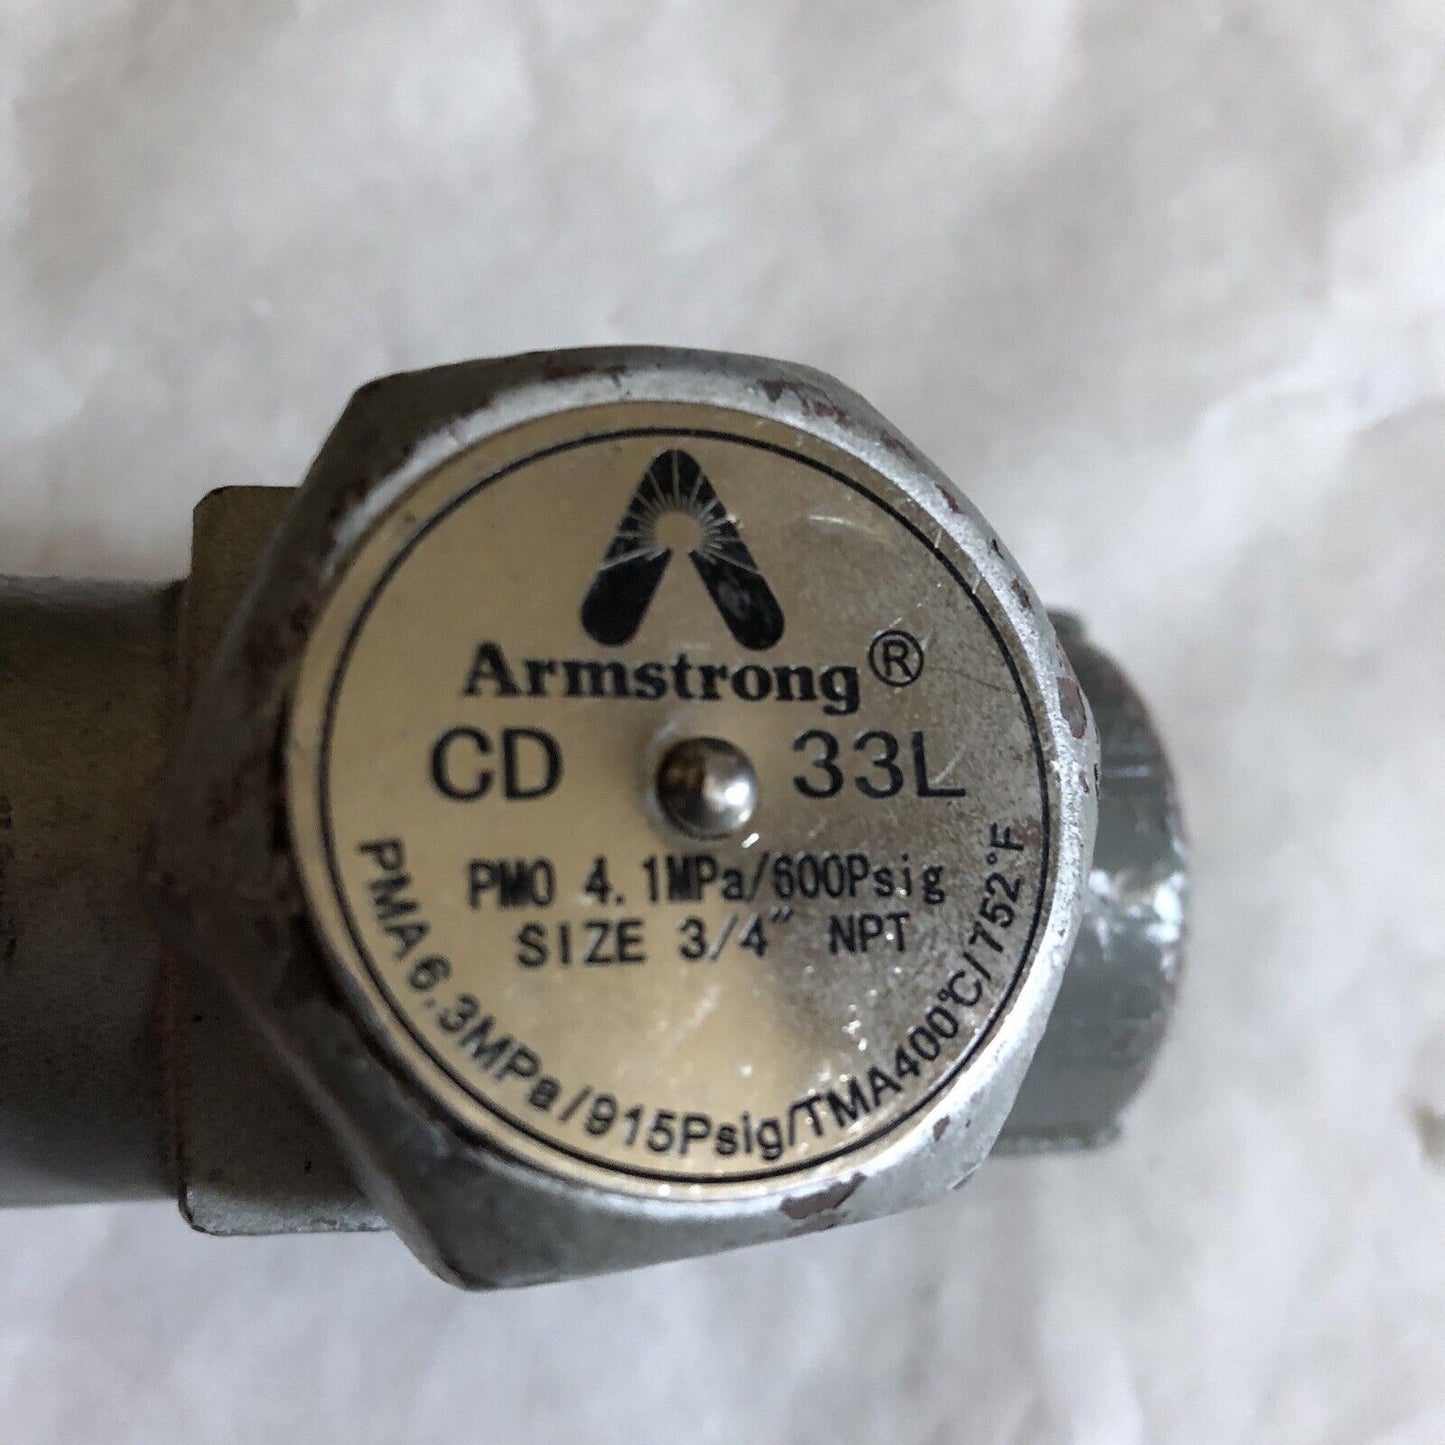 Armstrong®
CD 33L
PMO 4.1MPa/600Psig
SIZE 3/4" NPT
PMA6.3MPa/915Psig/TMA400°C/752°F